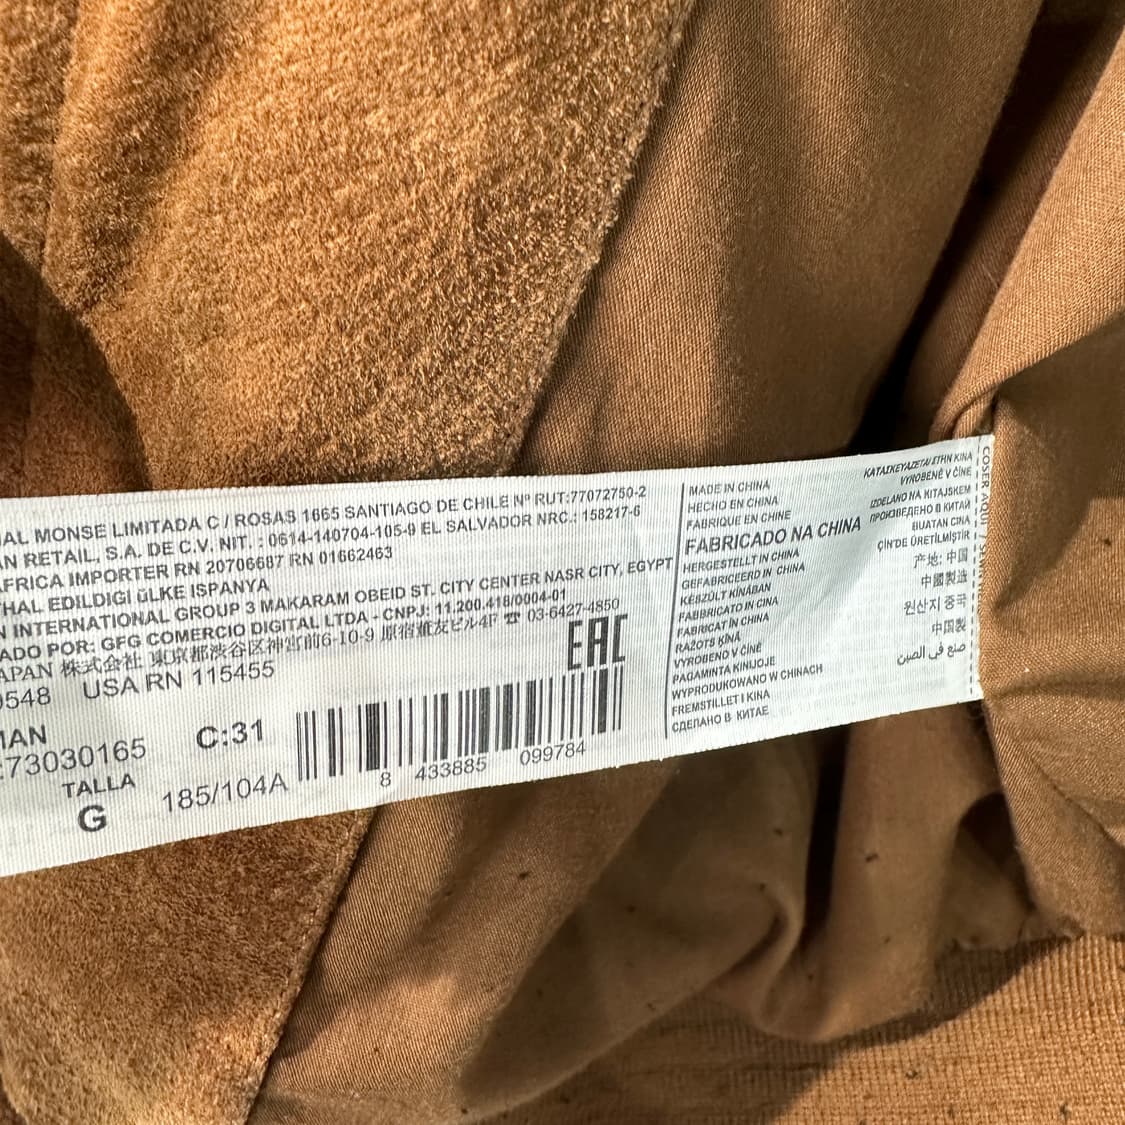 IAL MONSE LIMITADA C / ROSAS 1665 SANTIAGO DE CHILE Nº RUT:77072750-2
AN RETAIL, S.A. DE C.V. NIT. : 0614-140704-105-9 EL SALVADOR NRC.: 158217-6
AFRICA IMPORTER RN 20706687 RN 01662463
THAL EDILDIGI ÜLKE ISPANYA
N INTERNATIONAL GROUP 3 MAKARAM OBEID ST. CITY CENTER NASR CITY, EGYPT
ADO POR: GFG COMERCIO DIGITAL LTDA - CNPJ: 11.200.418/0004-01
APAN 株式会社 東京都渋谷区神宮前6-10-9 原宿董友ビル4F ☎ 03-6427-4850
0548 USA RN 115455
EAC
MAN
:73030165
C:31
TALLA
G
185/104A
8 433885 099784
MADE IN CHINA
HECHO EN CHINA
FABRIQUE EN CHINE
FABRICADO NA CHINA
HERGESTELLT IN CHINA
GEFABRICEERD IN CHINA
KÉSZÜLT KÍNÁBAN
FABBRICATO IN CINA
FABRICAT ÎN CHINA
RAŽOTS ĶĪNĀ
VYROBENO V ČÍNĚ
PAGAMINTA KINIJOJE
WYPRODUKOWANO W CHINACH
FREMSTILLET I KINA
СДЕЛАНО В КИТАЕ
ΚΑΤΑΣΚΕΥΑΖΕΤΑΙ ΣΤΗΝ ΚΙΝΑ
VYROBENÉ V ČÍNE
IZDELANO NA KITAJSKEM
ПРОИЗВЕДЕНО В КИТАЙ
BUATAN CINA
ÇİN'DE ÜRETİLMİŞTİR
产地: 中国
中國製造
원산지 중국
中国製
صنع في الصين
COSER AQUI